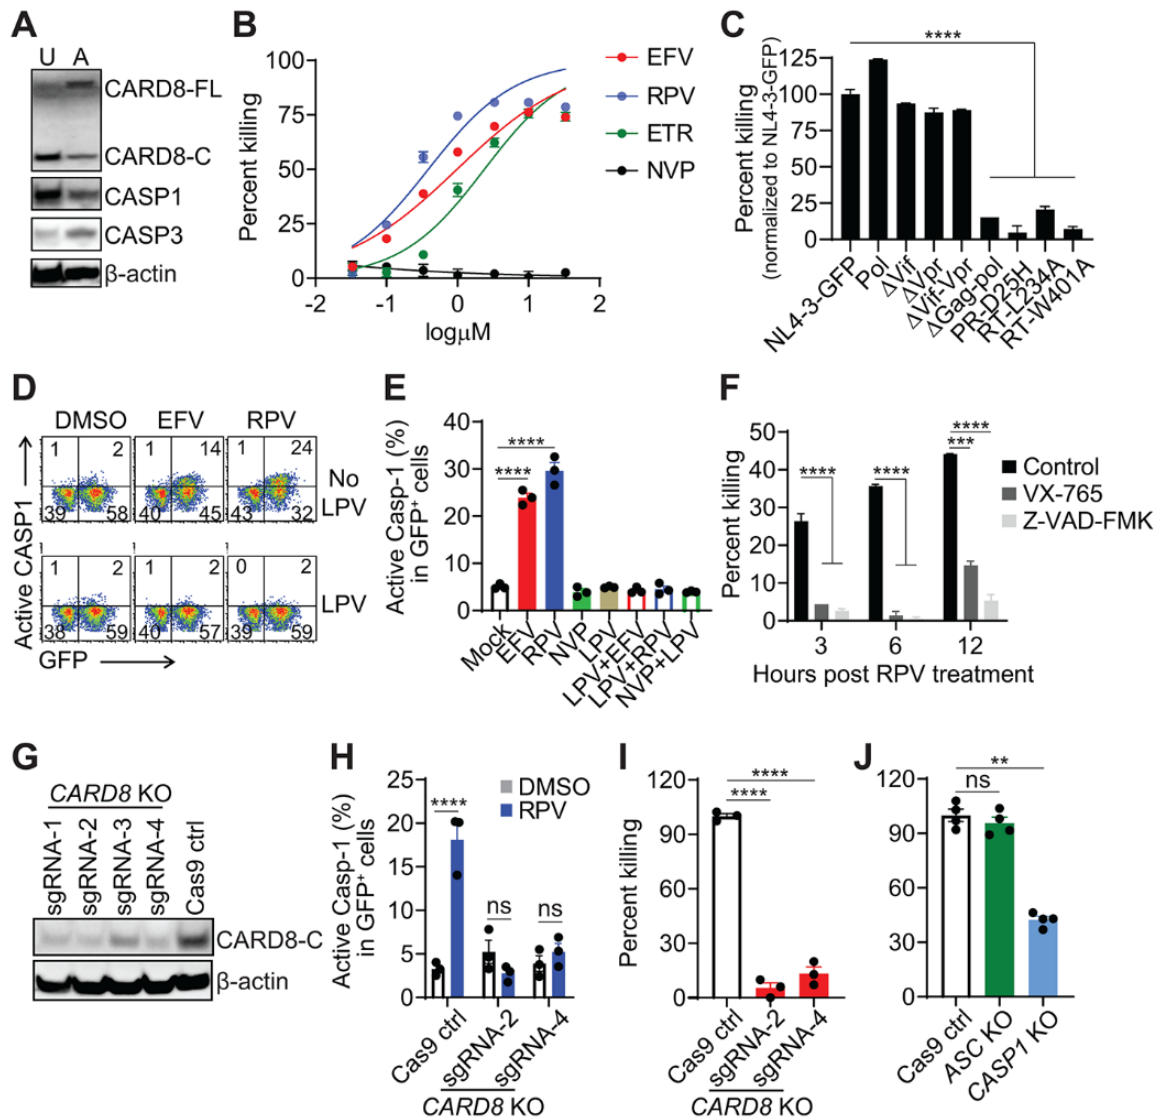 A
U A
CARD8-FL
CARD8-C
CASP1
CASP3
β-actin
B
Percent killing
100
75
50
25
0
-2 -1 0 1 2
logμM
EFV
RPV
ETR
NVP
C
Percent killing
(normalized to NL4-3-GFP)
****
125
100
75
50
25
0
NL4-3-GFP
Pol
ΔVif
ΔVpr
ΔVif-Vpr
ΔGag-pol
PR-D25H
RT-L234A
RT-W401A
D
DMSO EFV RPV
Active CASP1
1 2 1 14 1 24
39 58 40 45 43 32
No
LPV
1 2 1 2 0 2
38 59 40 57 39 59
LPV
GFP
E
Active Casp-1 (%)
in GFP+ cells
40
30
20
10
0
****
****
Mock
EFV
RPV
NVP
LPV
LPV+EFV
LPV+RPV
NVP+LPV
F
Percent killing
50
40
30
20
10
0
**** **** ****
***
Control
VX-765
Z-VAD-FMK
3 6 12
Hours post RPV treatment
G
CARD8 KO
sgRNA-1
sgRNA-2
sgRNA-3
sgRNA-4
Cas9 ctrl
CARD8-C
β-actin
H
Active Casp-1 (%)
in GFP+ cells
25
20
15
10
5
0
DMSO
RPV
**** ns ns
Cas9 ctrl
sgRNA-2
sgRNA-4
CARD8 KO
I
Percent killing
120
90
60
30
0
****
****
Cas9 ctrl
sgRNA-2
sgRNA-4
CARD8 KO
J
120
90
60
30
0
**
ns
Cas9 ctrl
ASC KO
CASP1 KO